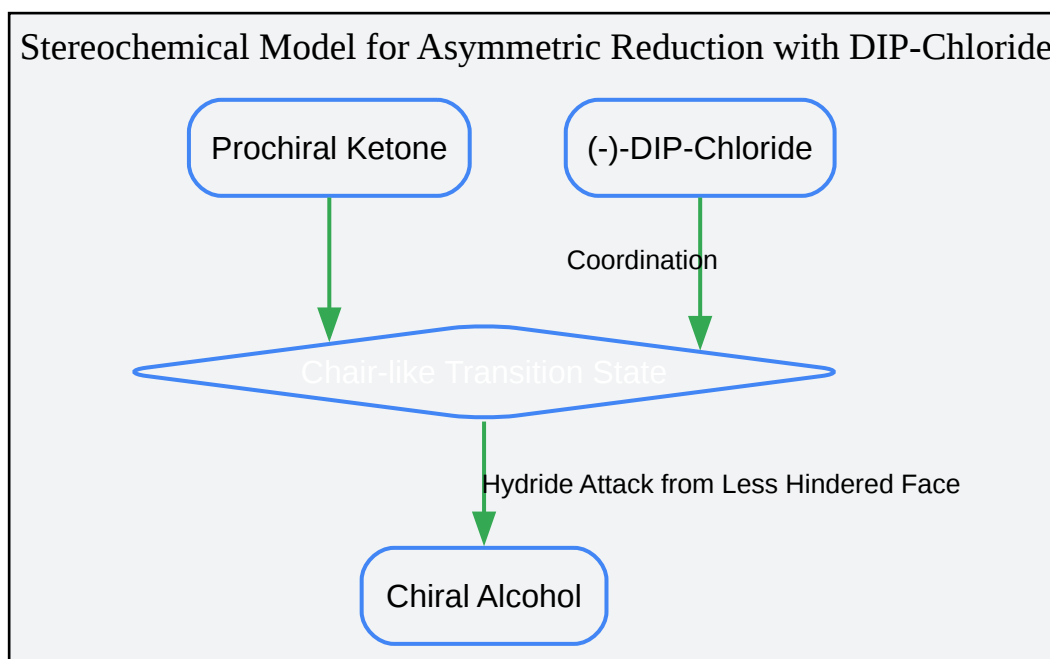 Stereochemical Model for Asymmetric Reduction with DIP-Chloride
Prochiral Ketone
(-)-DIP-Chloride
Coordination
Chair-like Transition State
Hydride Attack from Less Hindered Face
Chiral Alcohol